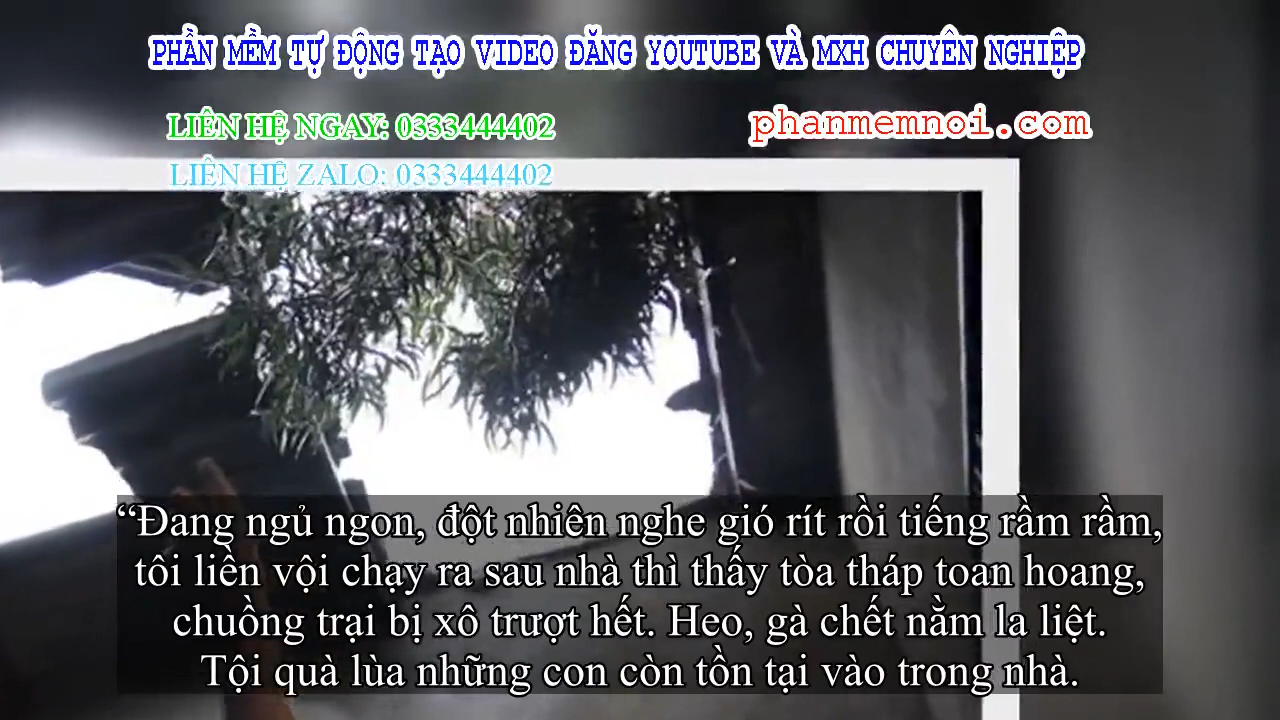 PHẦN MỀM TỰ ĐỘNG TẠO VIDEO ĐĂNG YOUTUBE VÀ MXH CHUYÊN NGHIỆP
LIÊN HỆ NGAY: 0333444402
phanmemnoi.com
LIÊN HỆ ZALO: 0333444402
“Đang ngủ ngon, đột nhiên nghe gió rít rồi tiếng rầm rầm,
tôi liền vội chạy ra sau nhà thì thấy tòa tháp toan hoang,
chuồng trại bị xô trượt hết. Heo, gà chết nằm la liệt.
Tội quà lùa những con còn tồn tại vào trong nhà.